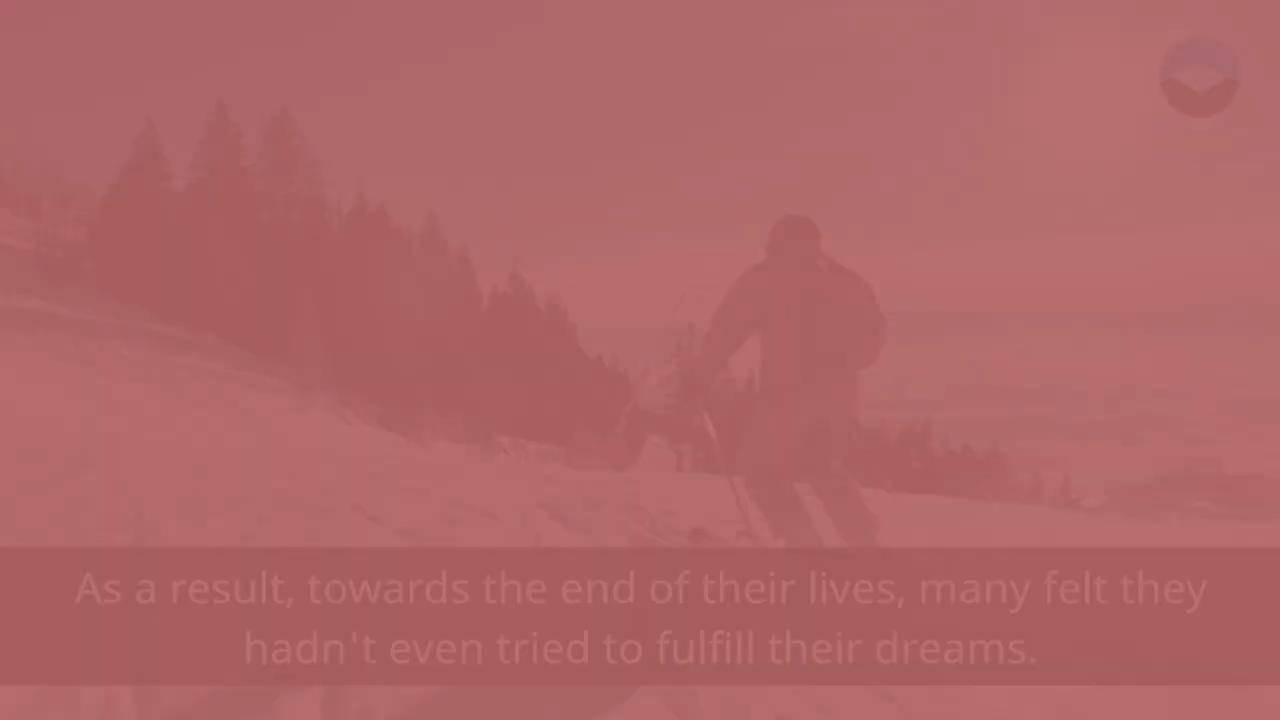 As a result, towards the end of their lives, many felt they
hadn't even tried to fulfill their dreams.